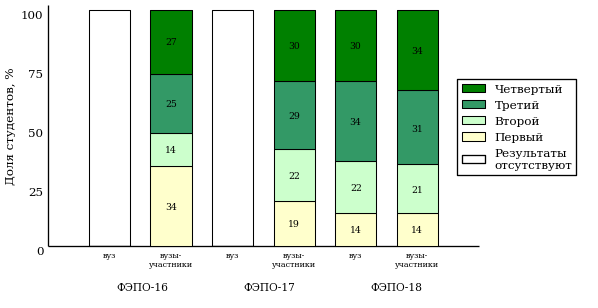 Доля студентов, %
100
75
50
25
0
27
25
14
34
30
29
22
19
30
34
22
14
34
31
21
14
вуз
вузы-
участники
вуз
вузы-
участники
вуз
вузы-
участники
ФЭПО-16
ФЭПО-17
ФЭПО-18
Четвертый
Третий
Второй
Первый
Результаты
отсутствуют